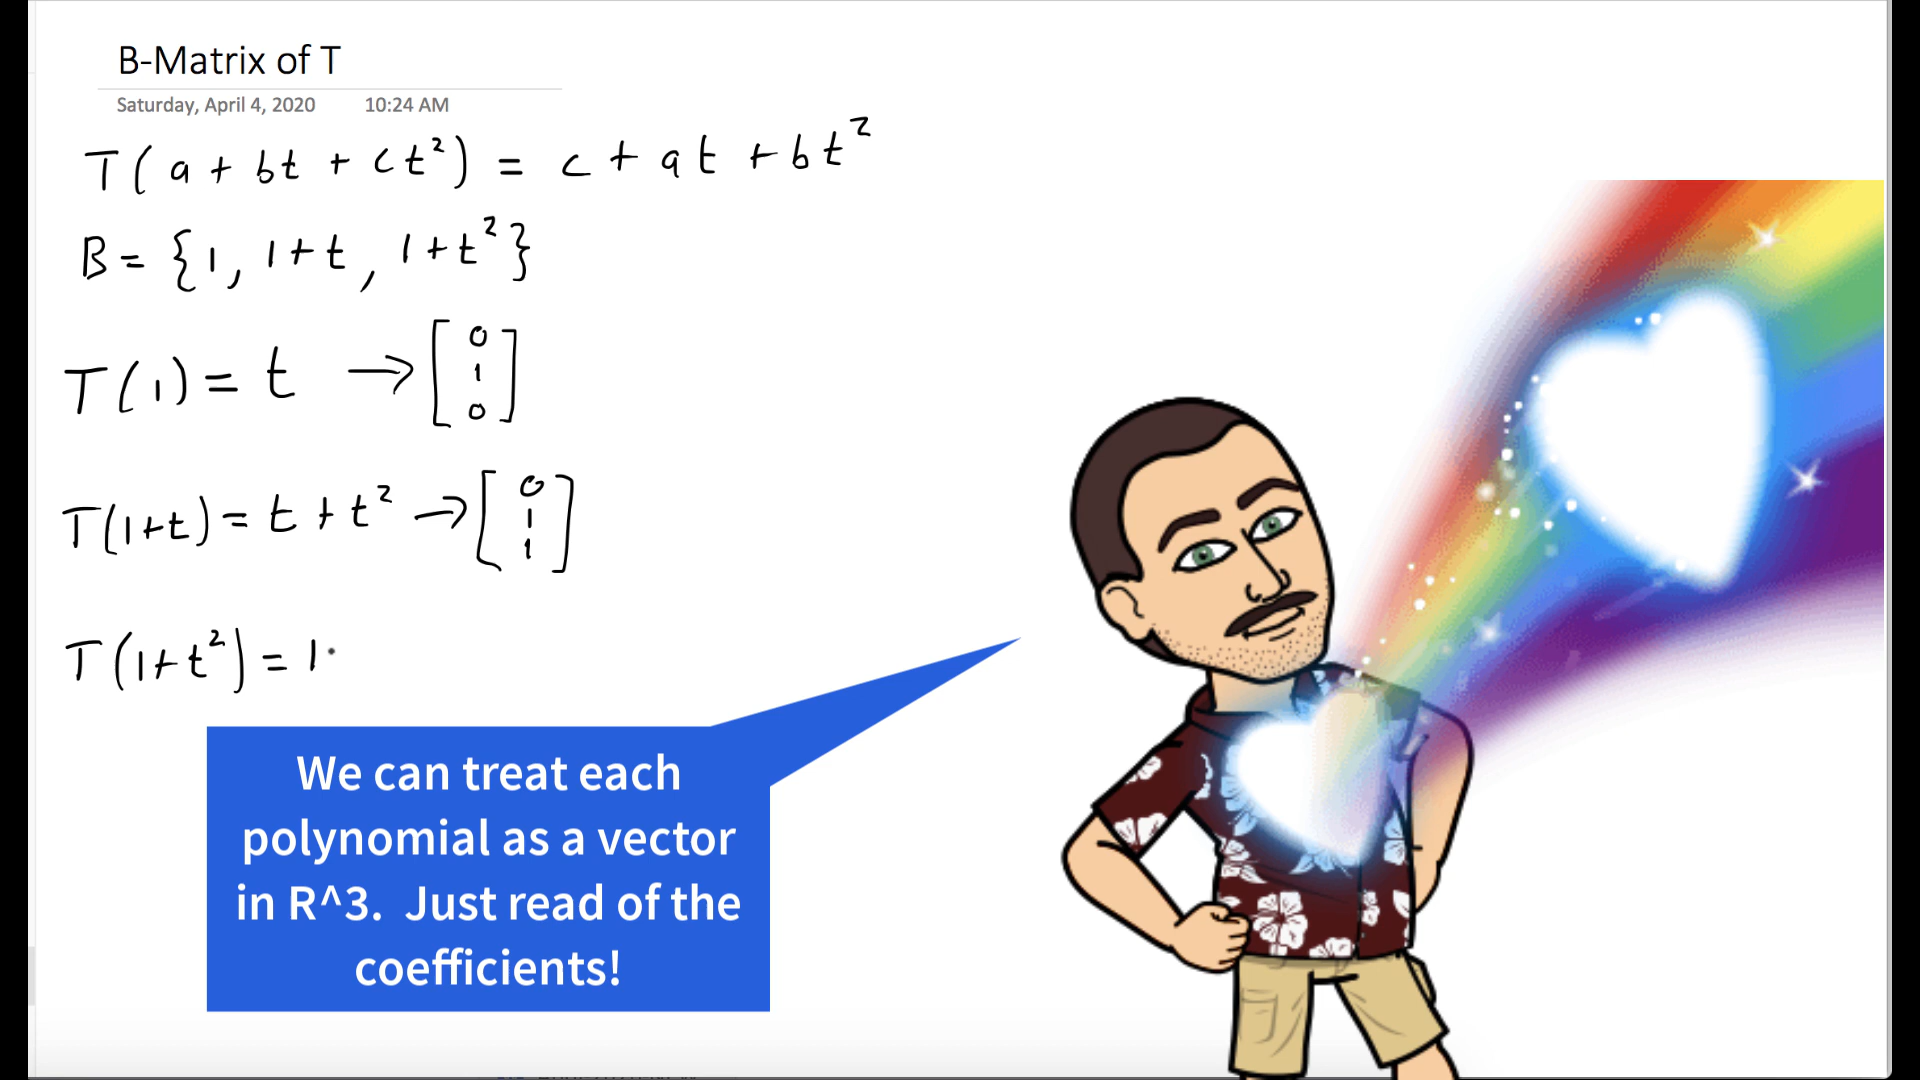 B-Matrix of T
Saturday, April 4, 2020 10:24 AM
T(a + bt + ct²) = c + at + bt²
B = {1, 1+t, 1+t²}
T(1) = t → [0 1 0]
T(1+t) = t + t² → [0 1 1]
T(1+t²) = 1
We can treat each
polynomial as a vector
in R^3. Just read of the
coefficients!